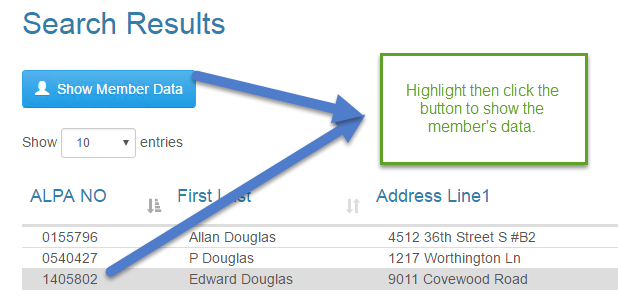 Search Results
Show Member Data
Highlight then click the
button to show the
member's data.
Show 10 entries
ALPA NO First Last Address Line1
0155796 Allan Douglas 4512 36th Street S #B2
0540427 P Douglas 1217 Worthington Ln
1405802 Edward Douglas 9011 Covewood Road